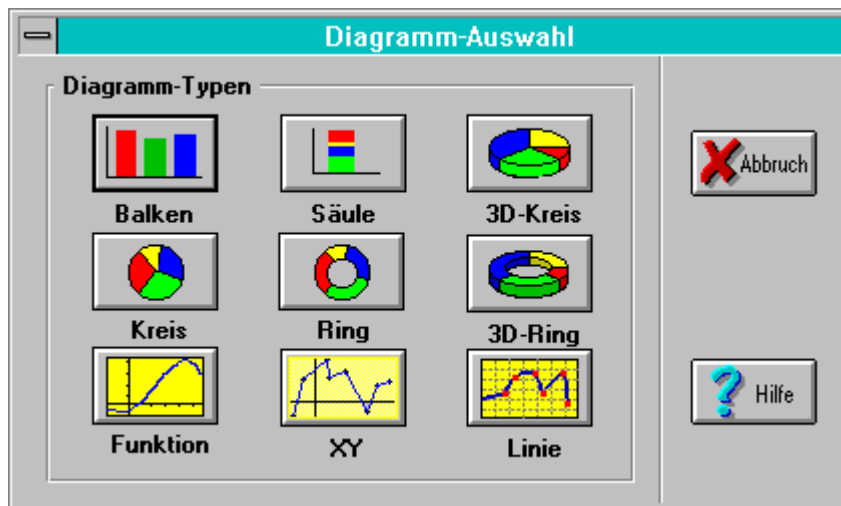 Diagramm-Auswahl
Diagramm-Typen
Balken
Säule
3D-Kreis
Abbruch
Kreis
Ring
3D-Ring
Funktion
XY
Linie
Hilfe